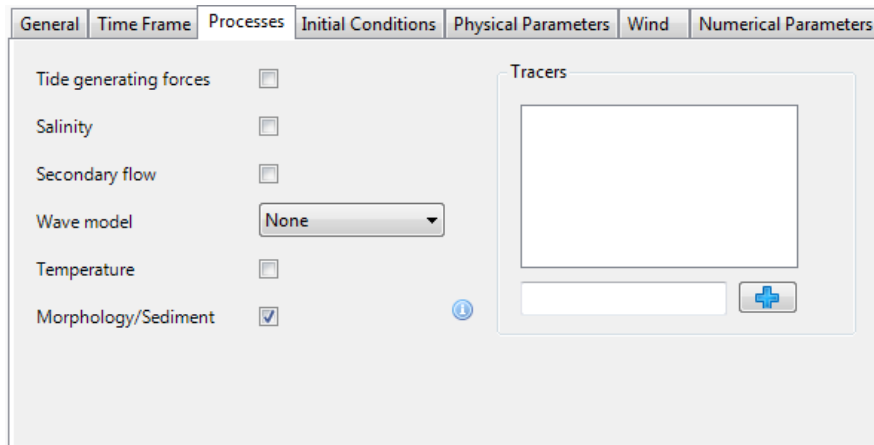 General Time Frame Processes Initial Conditions Physical Parameters Wind Numerical Parameters
Tide generating forces
Salinity
Secondary flow
Wave model None
Temperature
Morphology/Sediment
Tracers